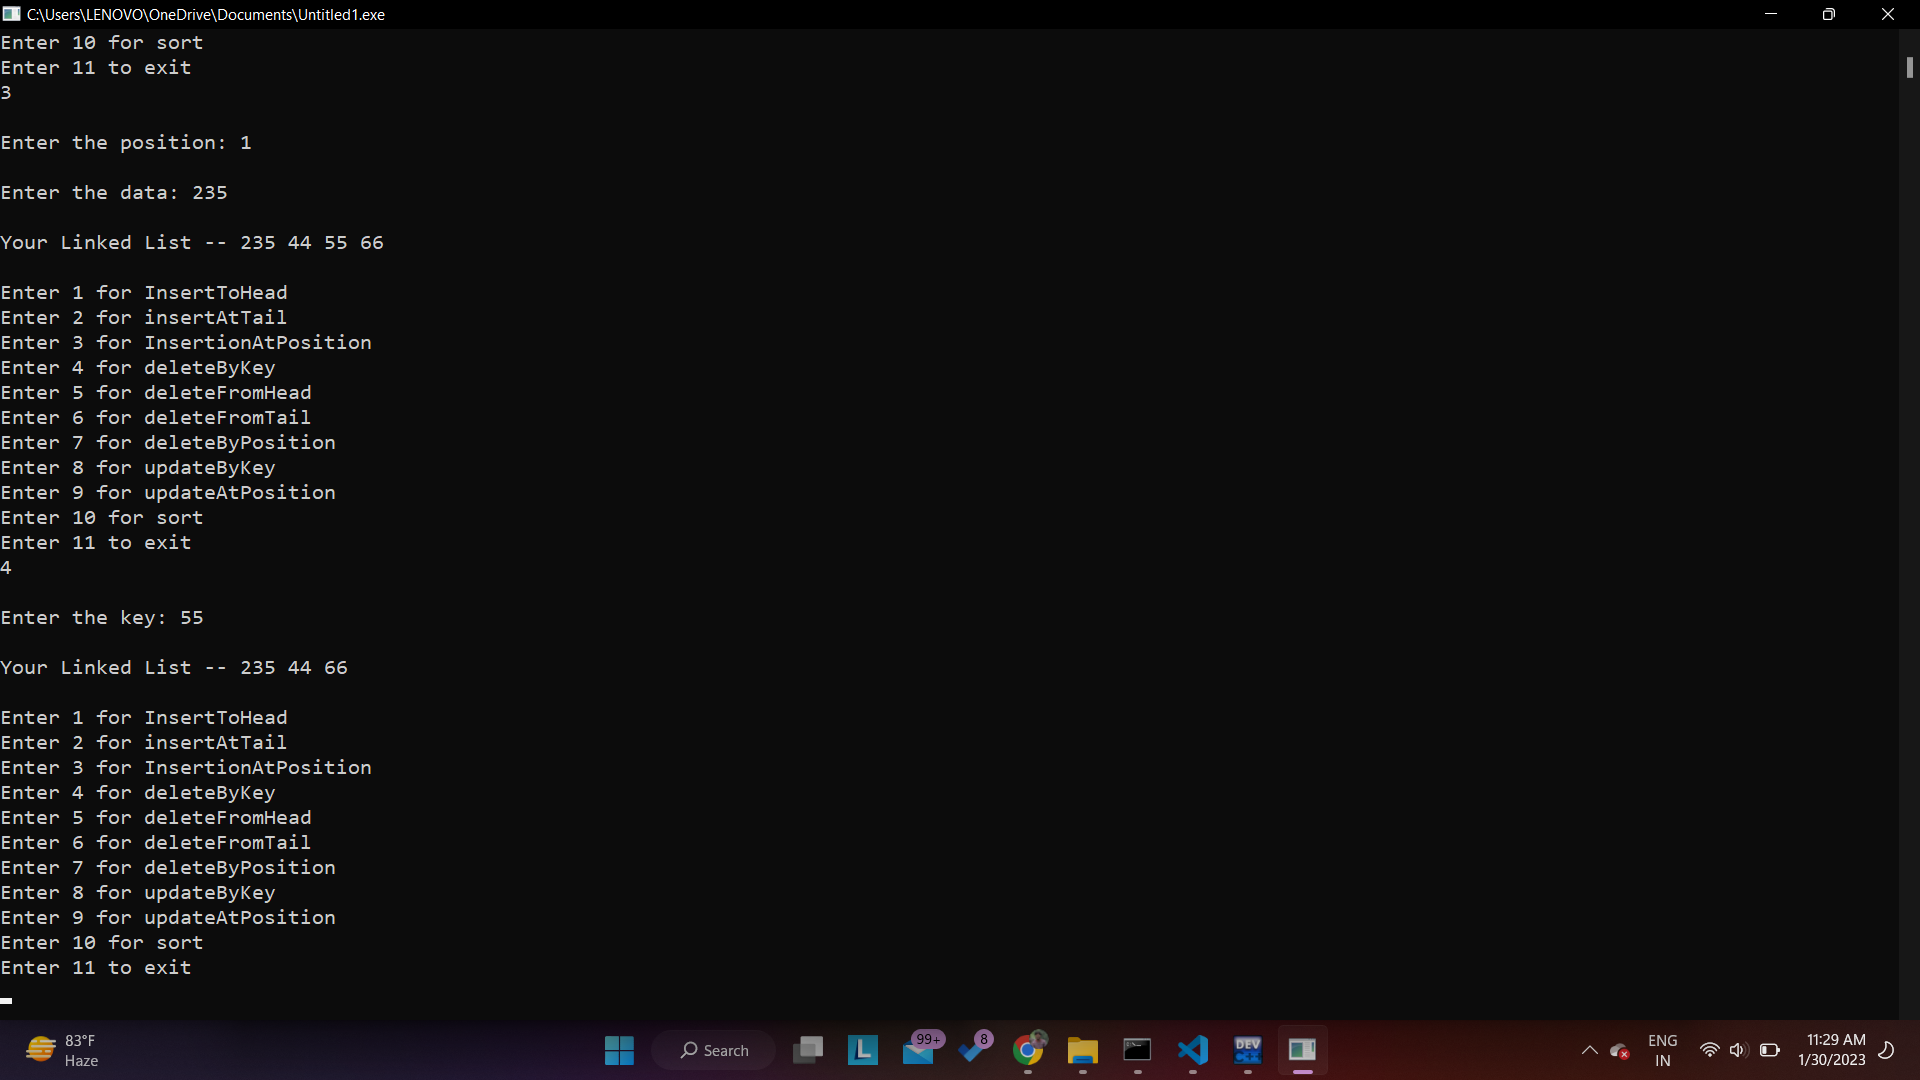 C:\Users\LENOVO\OneDrive\Documents\Untitled1.exe
Enter 10 for sort
Enter 11 to exit
3
Enter the position: 1
Enter the data: 235
Your Linked List -- 235 44 55 66
Enter 1 for InsertToHead
Enter 2 for insertAtTail
Enter 3 for InsertionAtPosition
Enter 4 for deleteByKey
Enter 5 for deleteFromHead
Enter 6 for deleteFromTail
Enter 7 for deleteByPosition
Enter 8 for updateByKey
Enter 9 for updateAtPosition
Enter 10 for sort
Enter 11 to exit
4
Enter the key: 55
Your Linked List -- 235 44 66
Enter 1 for InsertToHead
Enter 2 for insertAtTail
Enter 3 for InsertionAtPosition
Enter 4 for deleteByKey
Enter 5 for deleteFromHead
Enter 6 for deleteFromTail
Enter 7 for deleteByPosition
Enter 8 for updateByKey
Enter 9 for updateAtPosition
Enter 10 for sort
Enter 11 to exit
83°F
Haze
Search
L
99+
8
DEV
C++
ENG
IN
11:29 AM
1/30/2023